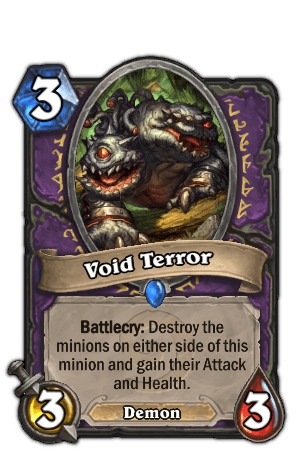 3
Void Terror
Battlecry: Destroy the
minions on either side of this
minion and gain their Attack
and Health.
3
Demon
3